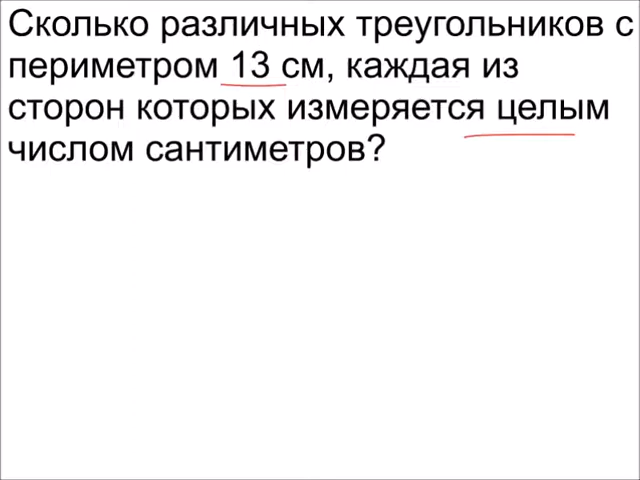 Сколько различных треугольников с
периметром 13 см, каждая из
сторон которых измеряется целым
числом сантиметров?